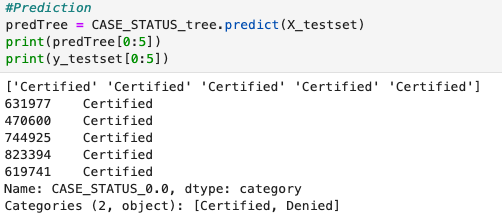 #Prediction
predTree = CASE_STATUS_tree.predict(X_testset)
print(predTree[0:5])
print(y_testset[0:5])
['Certified' 'Certified' 'Certified' 'Certified' 'Certified']
631977    Certified
470600    Certified
744925    Certified
823394    Certified
619741    Certified
Name: CASE_STATUS_0.0, dtype: category
Categories (2, object): [Certified, Denied]